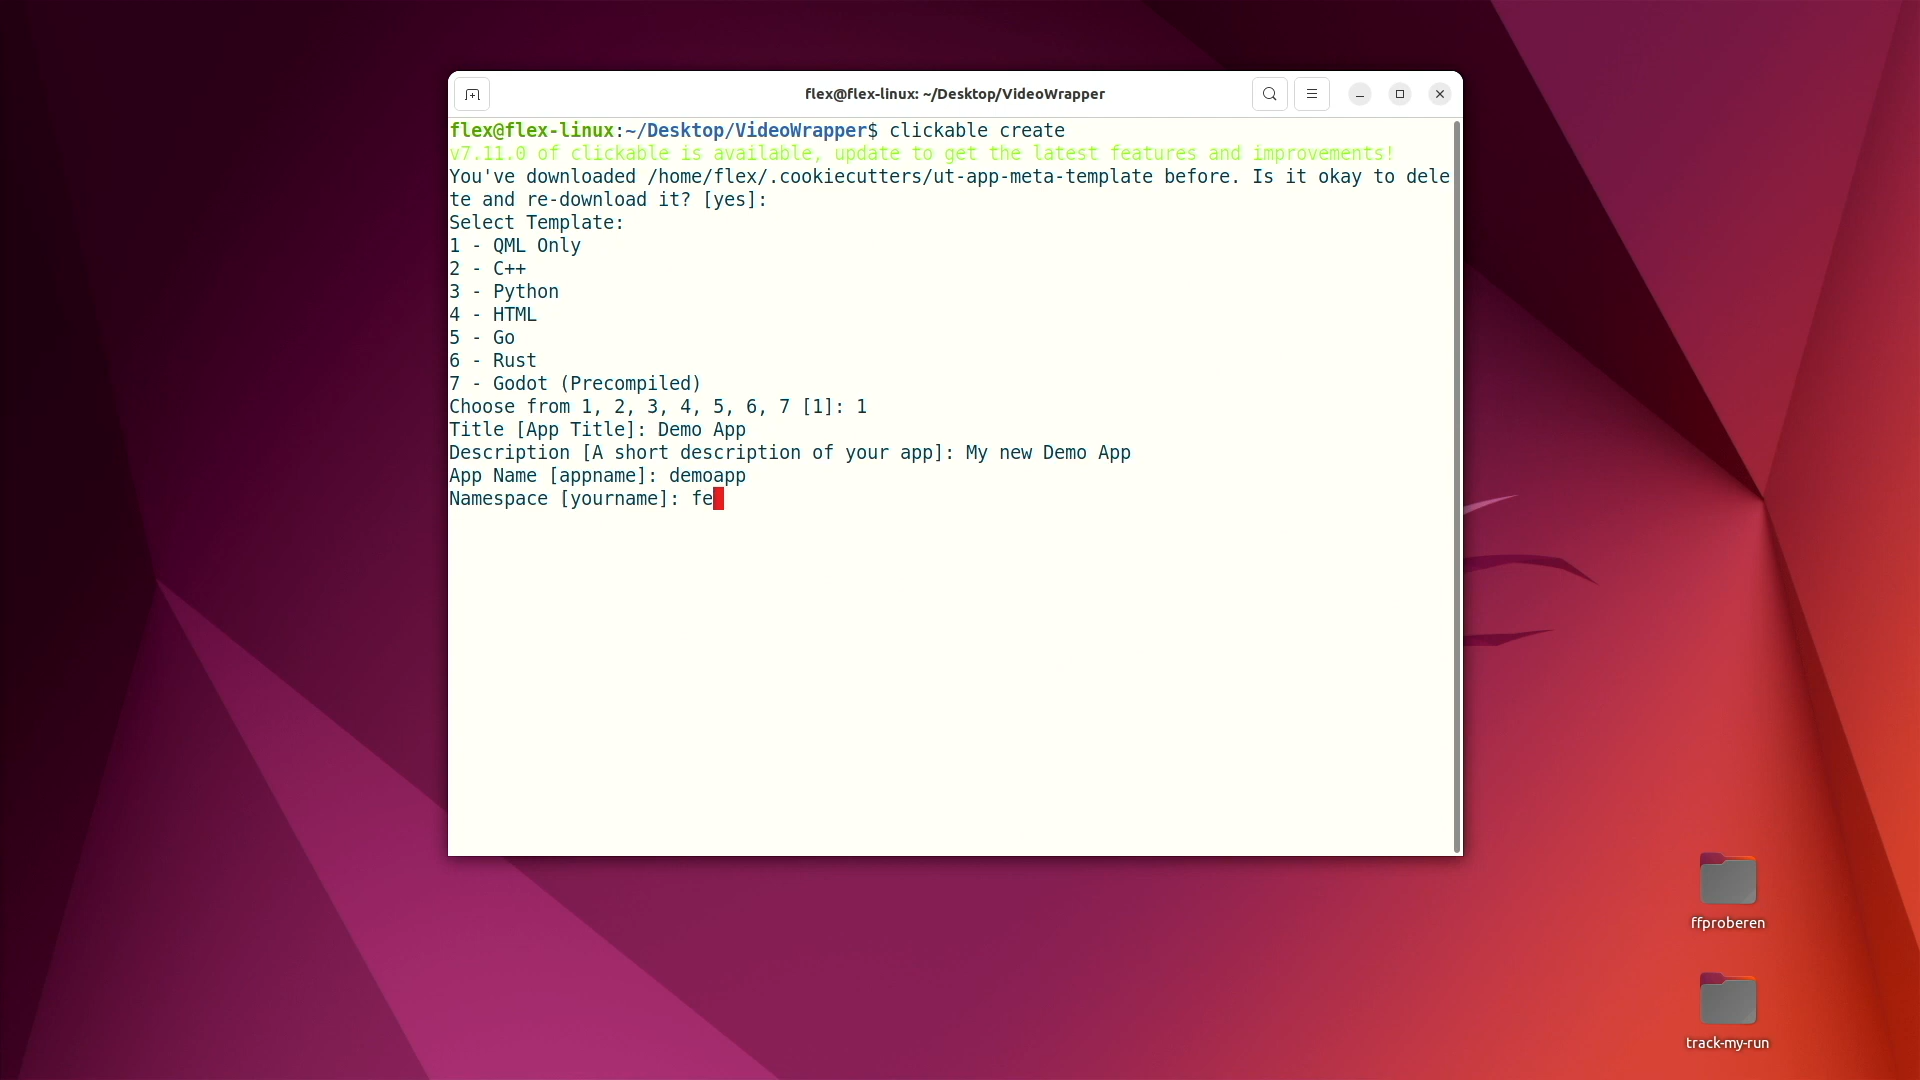 flex@flex-linux: ~/Desktop/VideoWrapper
flex@flex-linux:~/Desktop/VideoWrapper$ clickable create
v7.11.0 of clickable is available, update to get the latest features and improvements!
You've downloaded /home/flex/.cookiecutters/ut-app-meta-template before. Is it okay to dele
te and re-download it? [yes]:
Select Template:
1 - QML Only
2 - C++
3 - Python
4 - HTML
5 - Go
6 - Rust
7 - Godot (Precompiled)
Choose from 1, 2, 3, 4, 5, 6, 7 [1]: 1
Title [App Title]: Demo App
Description [A short description of your app]: My new Demo App
App Name [appname]: demoapp
Namespace [yourname]: fe
ffproberen
track-my-run